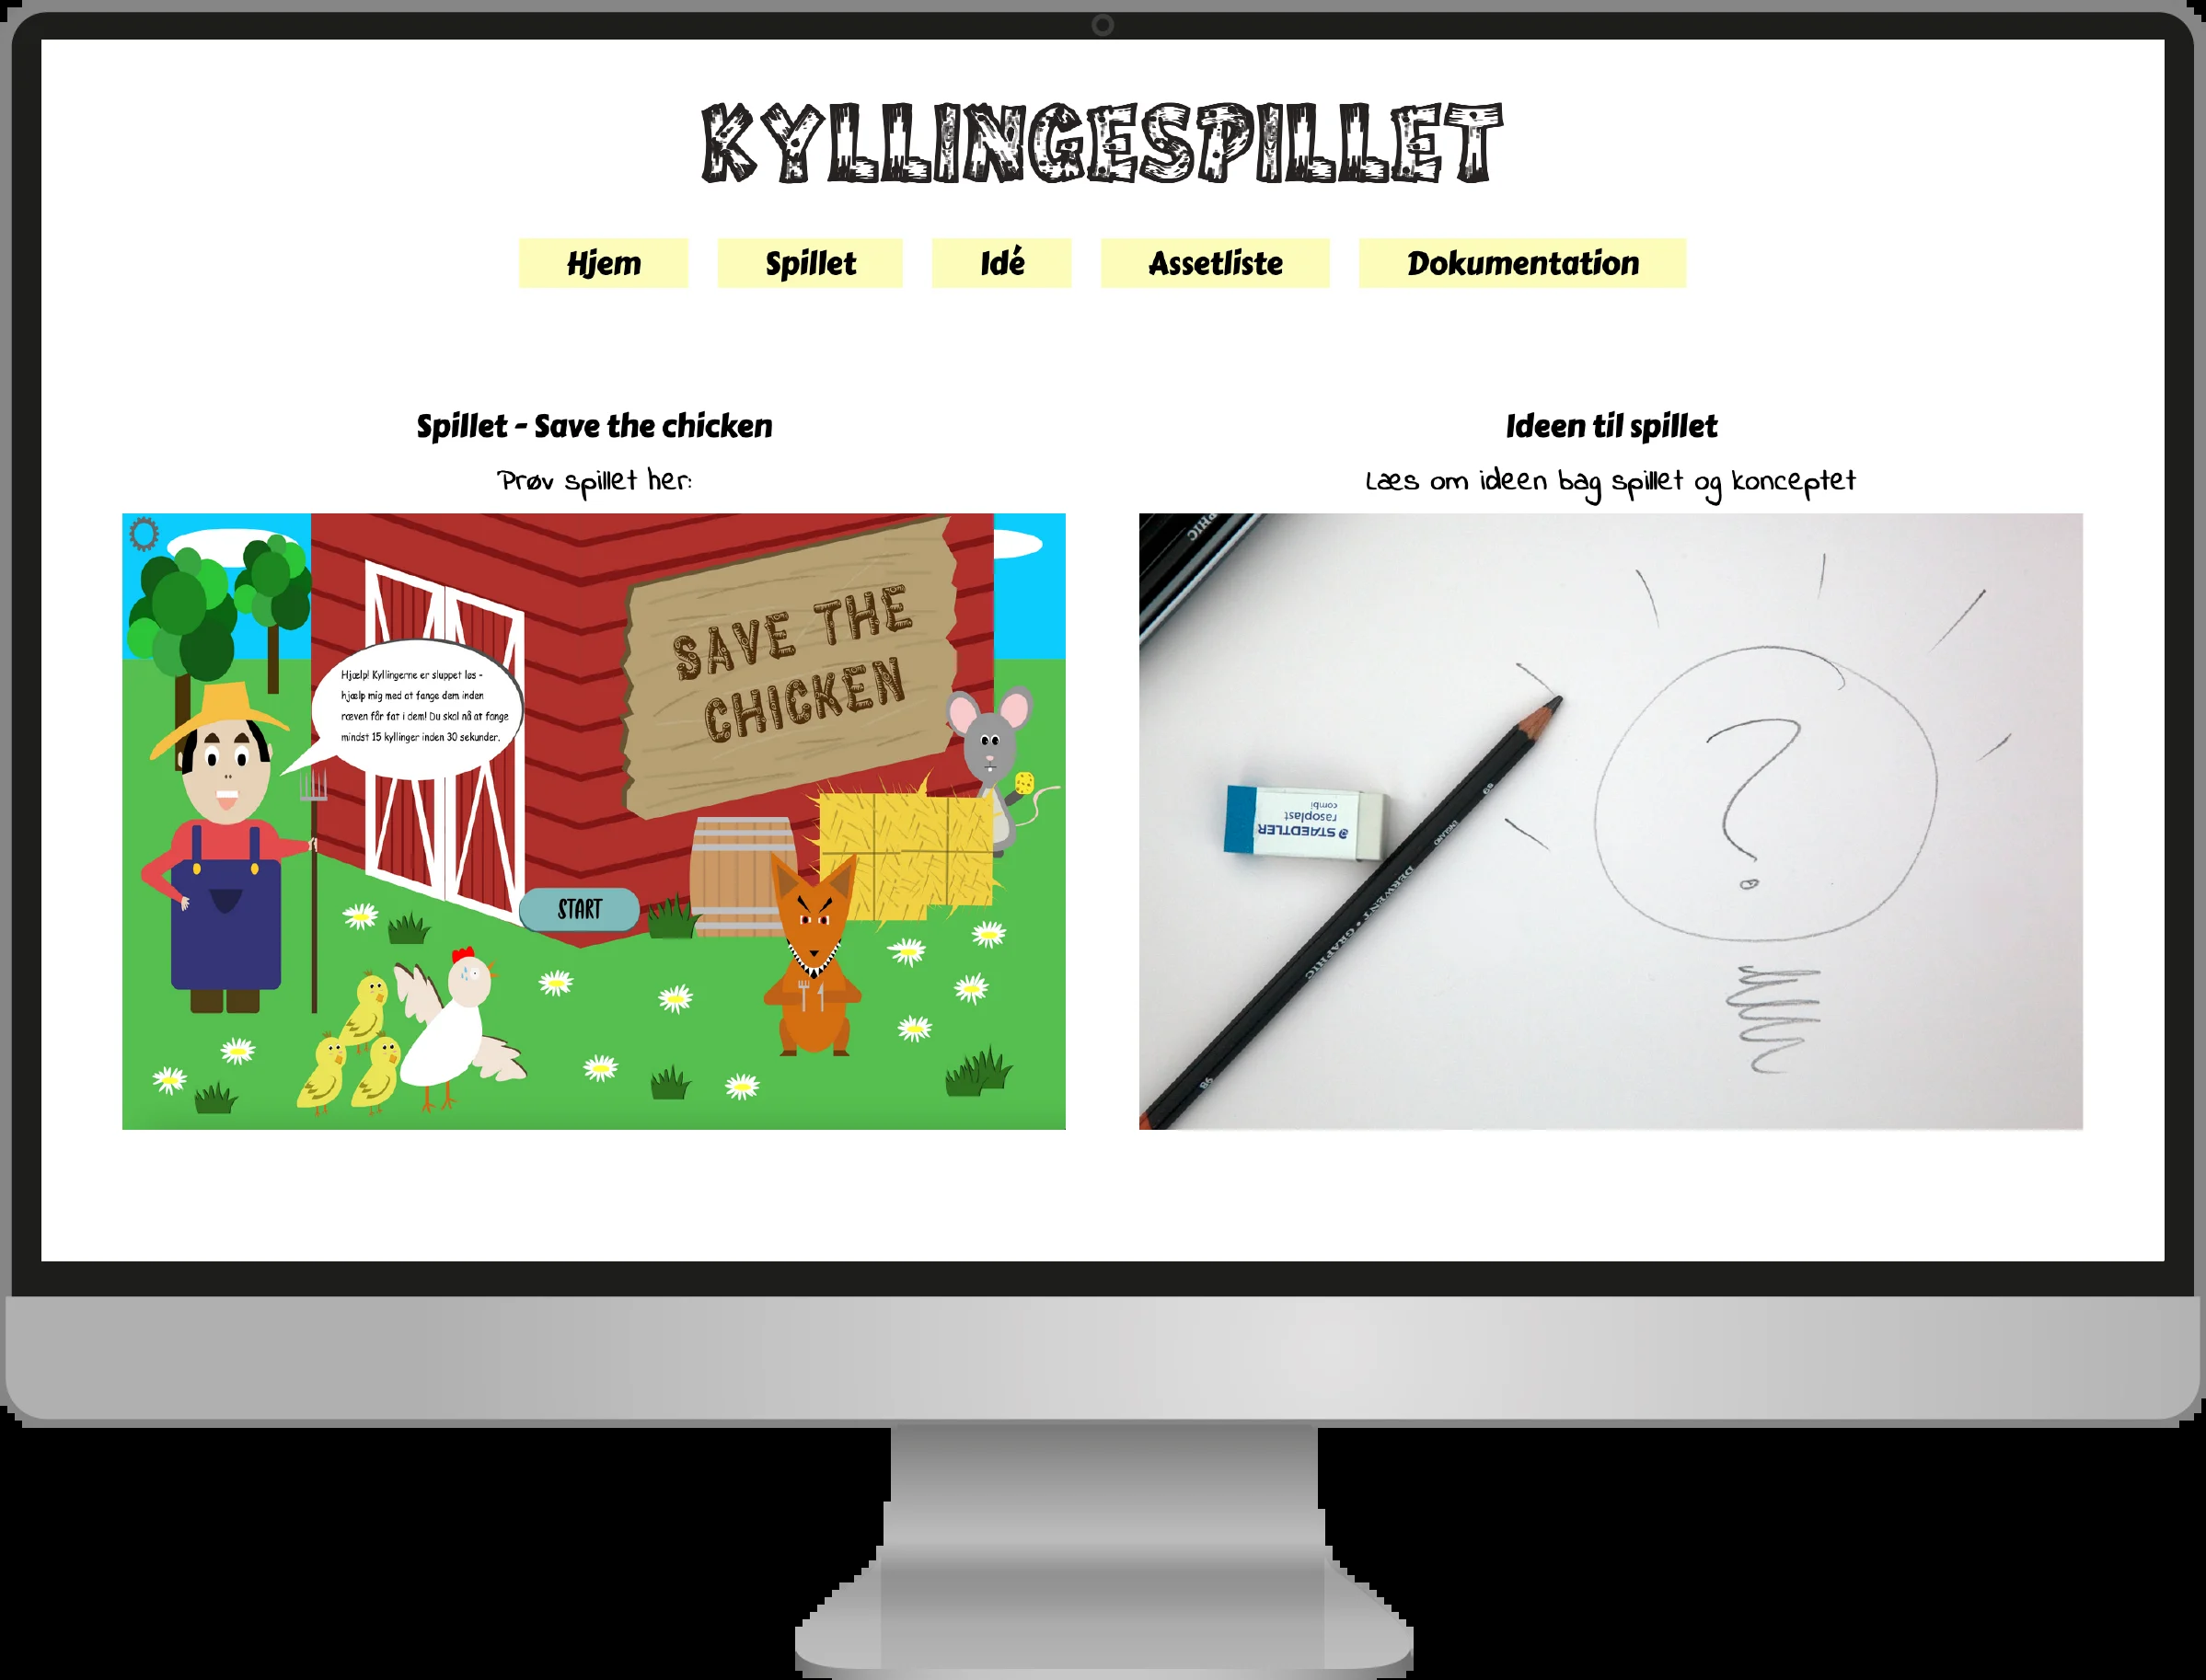 KYLLINGESPILLET
Hjem Spillet Idé Assetliste Dokumentation
Spillet - Save the chicken
Prøv spillet her:
Hjælp! Kyllingerne er sluppet løs -
hjælp mig med at fange dem inden
ræven får fat i dem! Du skal nå at fange
mindst 15 kyllinger inden 30 sekunder.
SAVE THE
CHICKEN
START
Ideen til spillet
Læs om ideen bag spillet og konceptet
PHIC
STAEDTLER
rasoplast
combi
DERWENT • GRAPHIC
ENGLAND
?